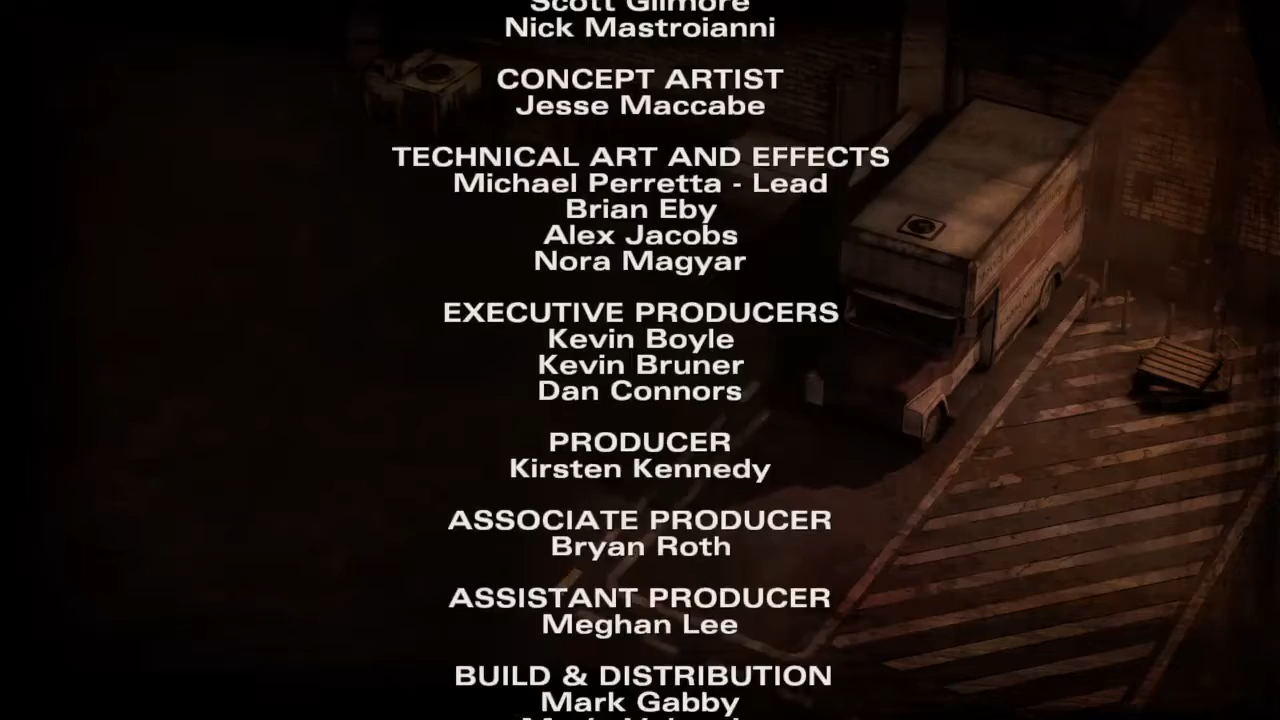 Scott Gilmore
Nick Mastroianni
CONCEPT ARTIST
Jesse Maccabe
TECHNICAL ART AND EFFECTS
Michael Perretta - Lead
Brian Eby
Alex Jacobs
Nora Magyar
EXECUTIVE PRODUCERS
Kevin Boyle
Kevin Bruner
Dan Connors
PRODUCER
Kirsten Kennedy
ASSOCIATE PRODUCER
Bryan Roth
ASSISTANT PRODUCER
Meghan Lee
BUILD & DISTRIBUTION
Mark Gabby